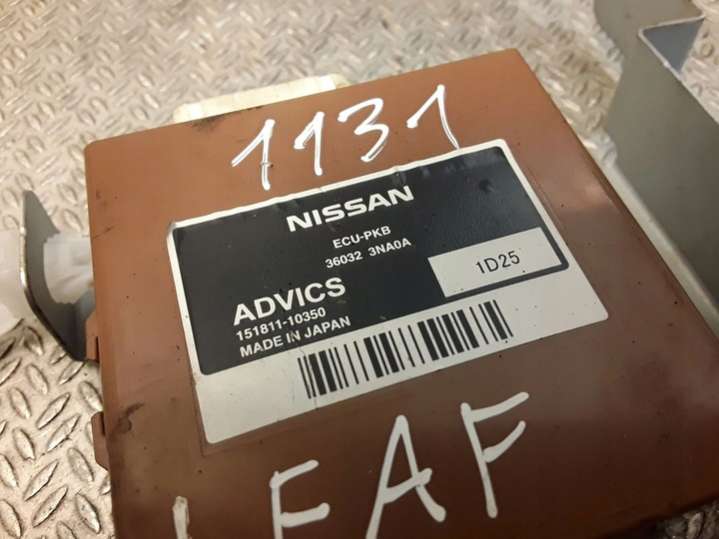 1131
NISSAN
ECU-PKB
36032 3NA0A
1D25
ADVICS
151811-10350
MADE IN JAPAN
LEAF